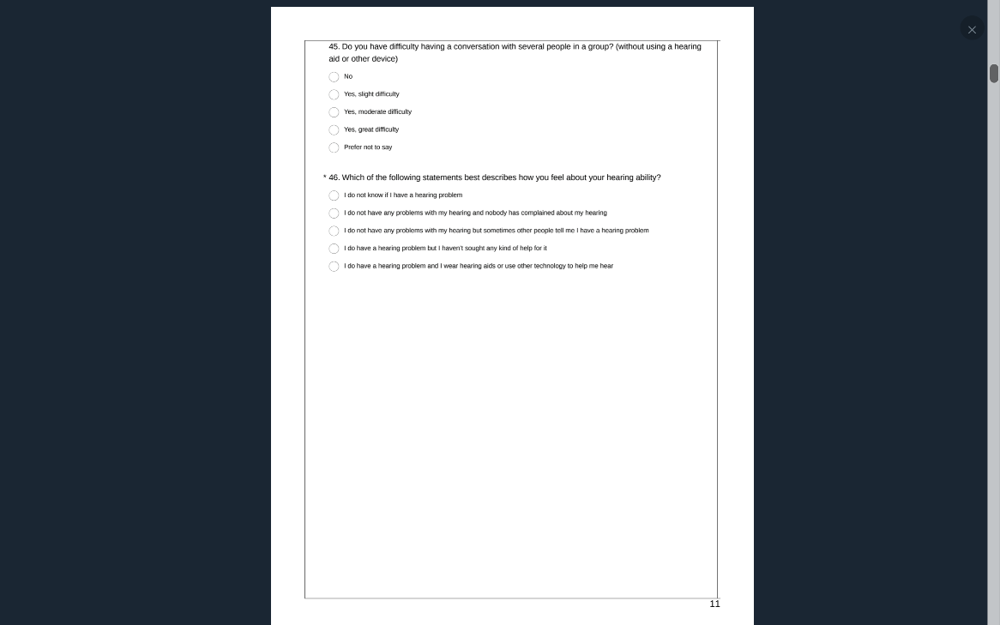 45. Do you have difficulty having a conversation with several people in a group? (without using a hearing
aid or other device)
No
Yes, slight difficulty
Yes, moderate difficulty
Yes, great difficulty
Prefer not to say
* 46. Which of the following statements best describes how you feel about your hearing ability?
I do not know if I have a hearing problem
I do not have any problems with my hearing and nobody has complained about my hearing
I do not have any problems with my hearing but sometimes other people tell me I have a hearing problem
I do have a hearing problem but I haven't sought any kind of help for it
I do have a hearing problem and I wear hearing aids or use other technology to help me hear
11